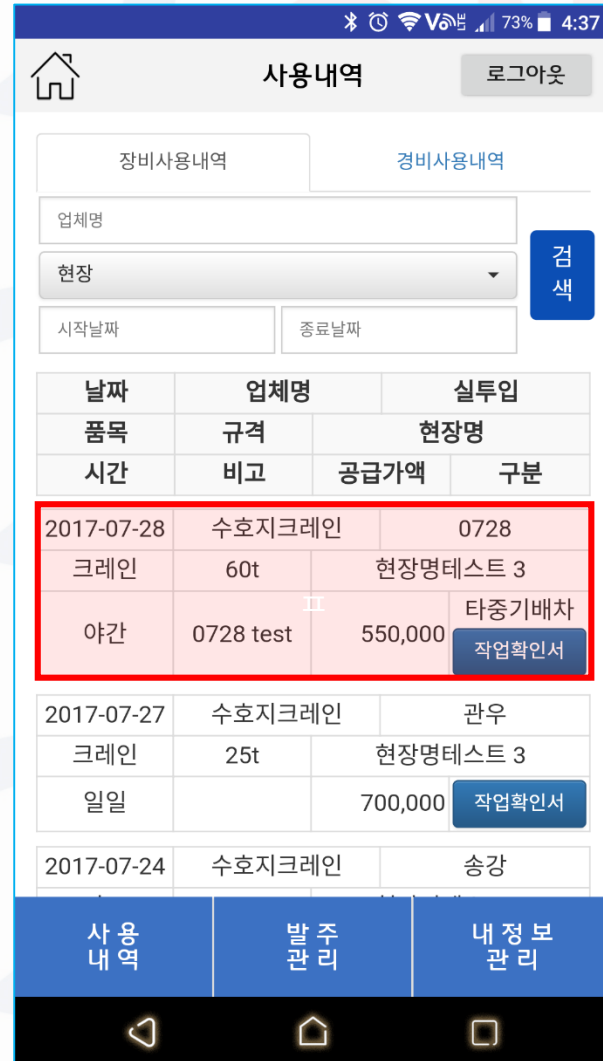 73% 4:37
사용내역 로그아웃
장비사용내역 경비사용내역
업체명
현장
검색
시작날짜 종료날짜
날짜 업체명 실투입
품목 규격 현장명
시간 비고 공급가액 구분
2017-07-28 수호지크레인 0728
크레인 60t 현장명테스트 3
야간 0728 test 550,000 타중기배차
작업확인서
2017-07-27 수호지크레인 관우
크레인 25t 현장명테스트 3
일일 700,000 작업확인서
2017-07-24 수호지크레인 송강
사 용 발 주 내 정 보
내 역 관 리 관 리